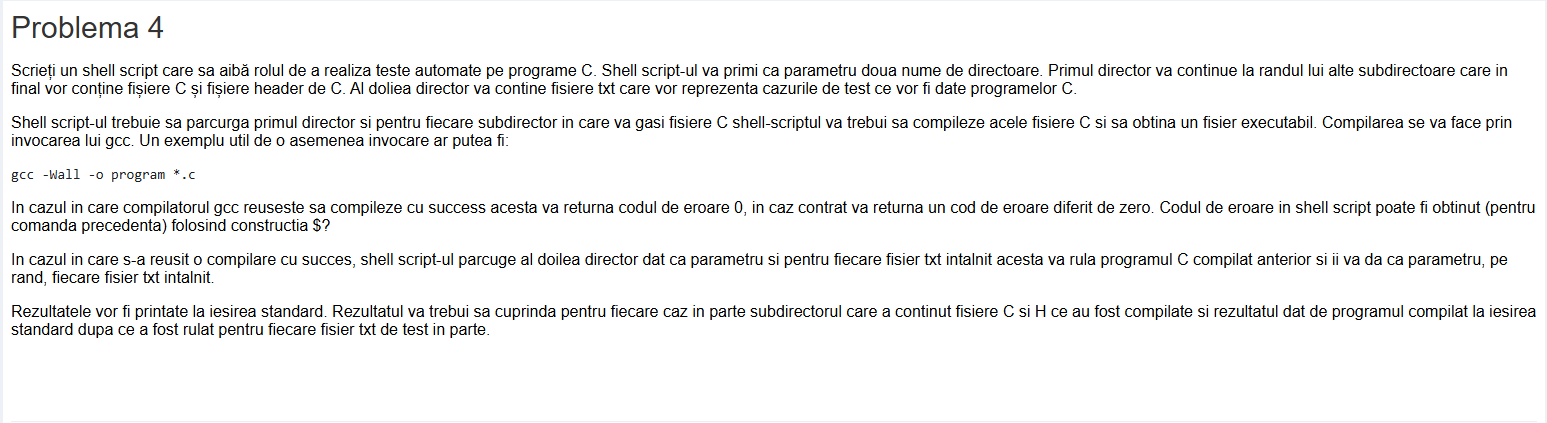 Problema 4
Scrieți un shell script care sa aibă rolul de a realiza teste automate pe programe C. Shell script-ul va primi ca parametru doua nume de directoare. Primul director va continue la randul lui alte subdirectoare care in
final vor conține fișiere C și fișiere header de C. Al doliea director va contine fisiere txt care vor reprezenta cazurile de test ce vor fi date programelor C.
Shell script-ul trebuie sa parcurga primul director si pentru fiecare subdirector in care va gasi fisiere C shell-scriptul va trebui sa compileze acele fisiere C si sa obtina un fisier executabil. Compilarea se va face prin
invocarea lui gcc. Un exemplu util de o asemenea invocare ar putea fi:
gcc -Wall -o program *.c
In cazul in care compilatorul gcc reuseste sa compileze cu success acesta va returna codul de eroare 0, in caz contrat va returna un cod de eroare diferit de zero. Codul de eroare in shell script poate fi obtinut (pentru
comanda precedenta) folosind constructia $?
In cazul in care s-a reusit o compilare cu succes, shell script-ul parcuge al doilea director dat ca parametru si pentru fiecare fisier txt intalnit acesta va rula programul C compilat anterior si ii va da ca parametru, pe
rand, fiecare fisier txt intalnit.
Rezultatele vor fi printate la iesirea standard. Rezultatul va trebui sa cuprinda pentru fiecare caz in parte subdirectorul care a continut fisiere C si H ce au fost compilate si rezultatul dat de programul compilat la iesirea
standard dupa ce a fost rulat pentru fiecare fisier txt de test in parte.